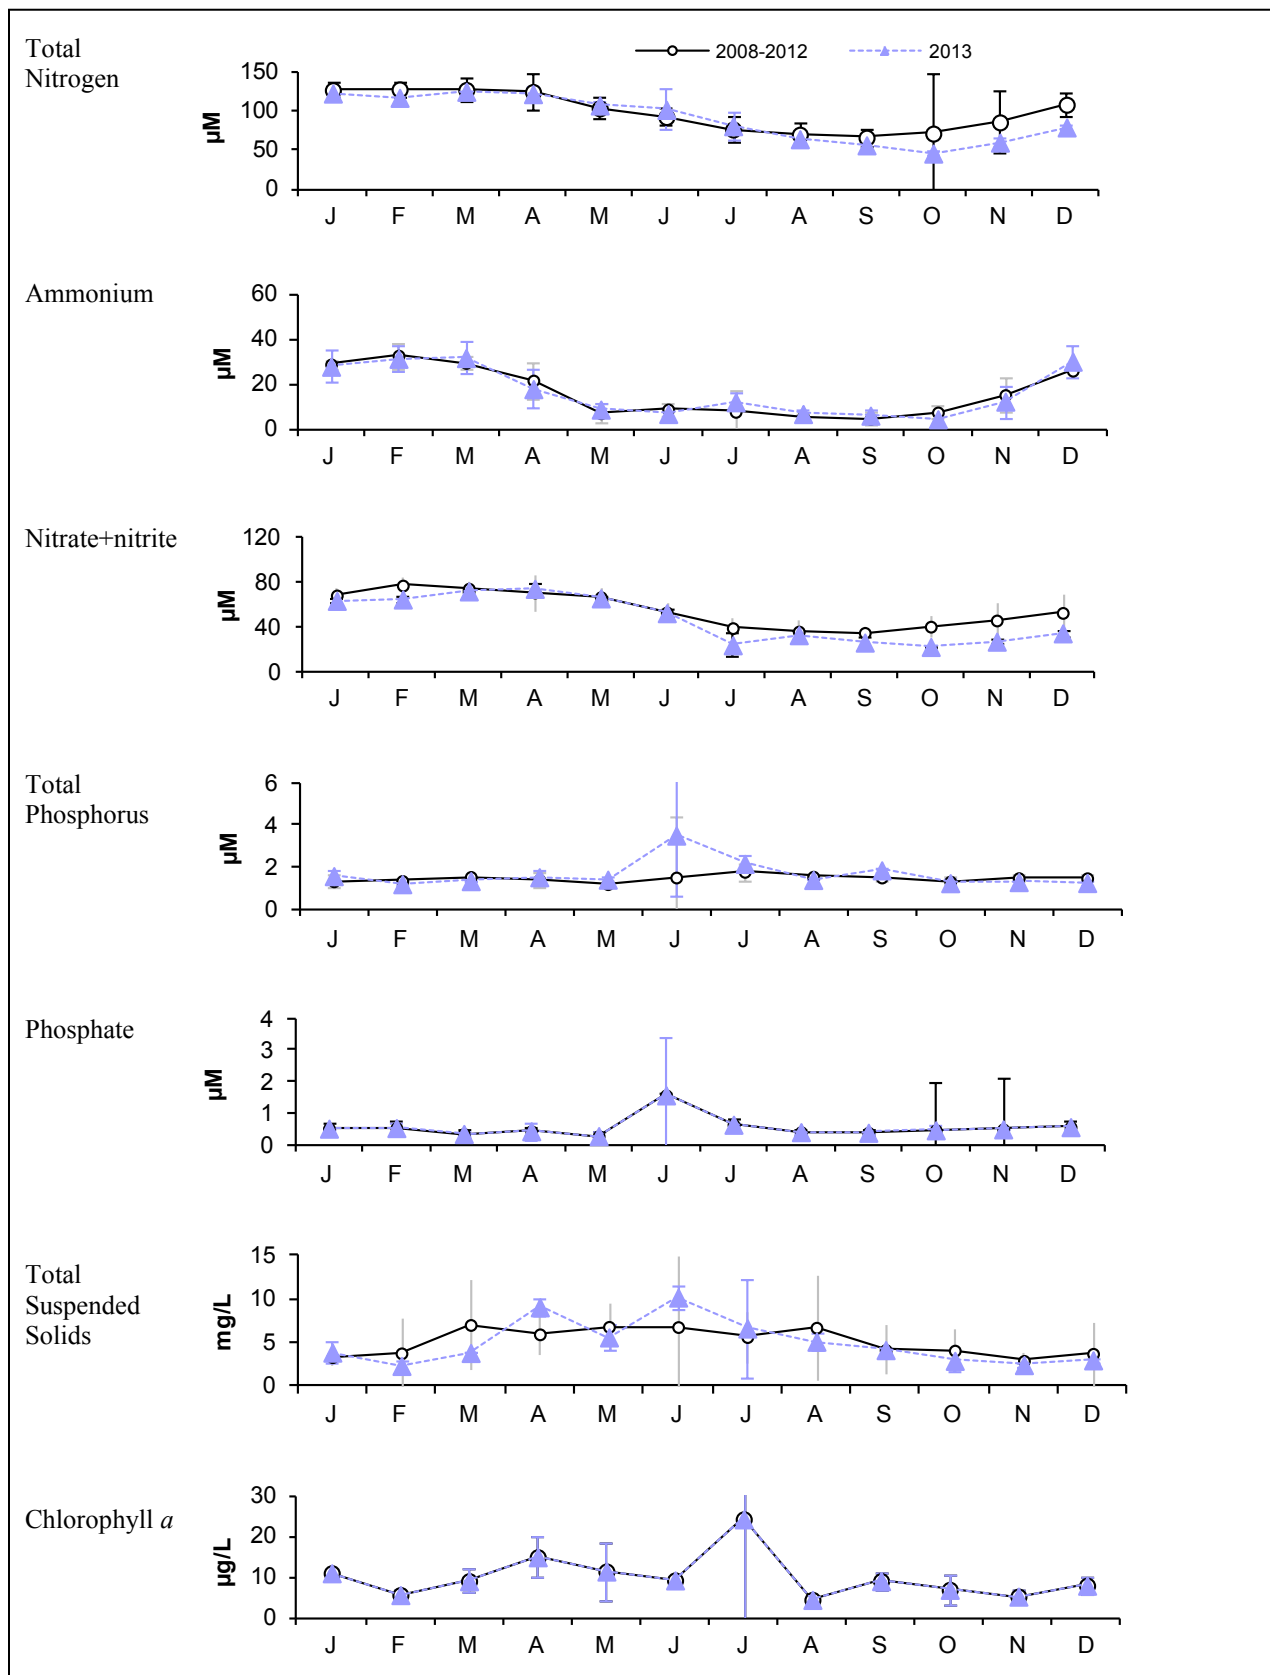 Total
Nitrogen
2008-2012
2013
150
100
50
0
µM
J F M A M J J A S O N D
Ammonium
60
40
20
0
µM
J F M A M J J A S O N D
Nitrate+nitrite
120
80
40
0
µM
J F M A M J J A S O N D
Total
Phosphorus
6
4
2
0
µM
J F M A M J J A S O N D
Phosphate
4
3
2
1
0
µM
J F M A M J J A S O N D
Total
Suspended
Solids
15
10
5
0
mg/L
J F M A M J J A S O N D
Chlorophyll a
30
20
10
0
µg/L
J F M A M J J A S O N D